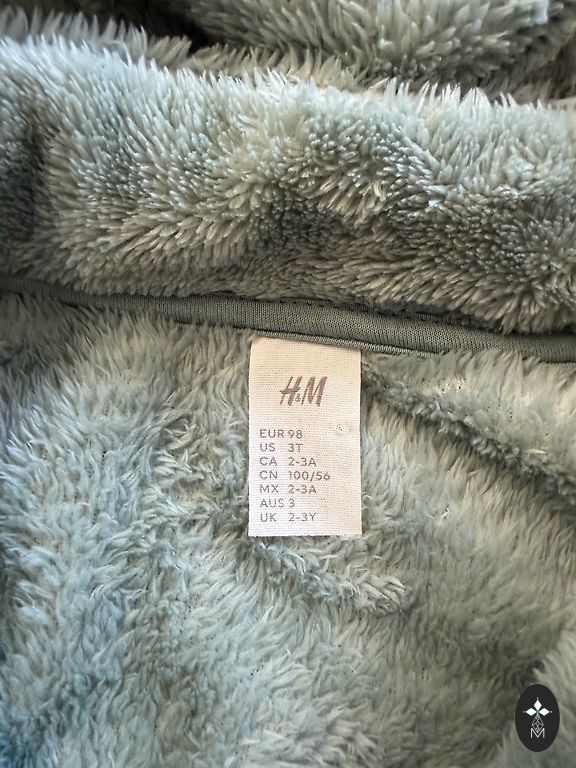 H&M
EUR 98
US 3T
CA 2-3A
CN 100/56
MX 2-3A
AUS 3
UK 2-3Y
M